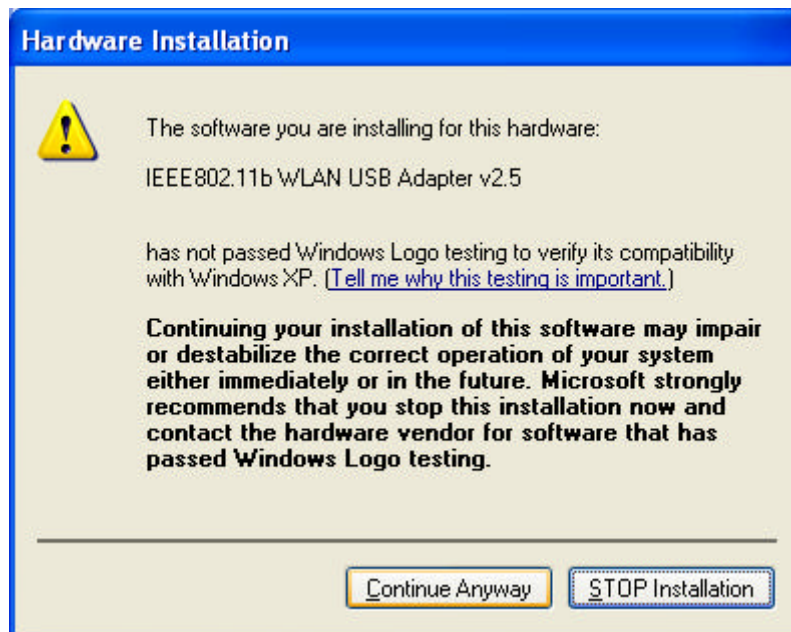 Hardware Installation
The software you are installing for this hardware:
IEEE802.11b WLAN USB Adapter v2.5
has not passed Windows Logo testing to verify its compatibility
with Windows XP. (Tell me why this testing is important.)
Continuing your installation of this software may impair
or destabilize the correct operation of your system
either immediately or in the future. Microsoft strongly
recommends that you stop this installation now and
contact the hardware vendor for software that has
passed Windows Logo testing.
Continue Anyway
STOP Installation